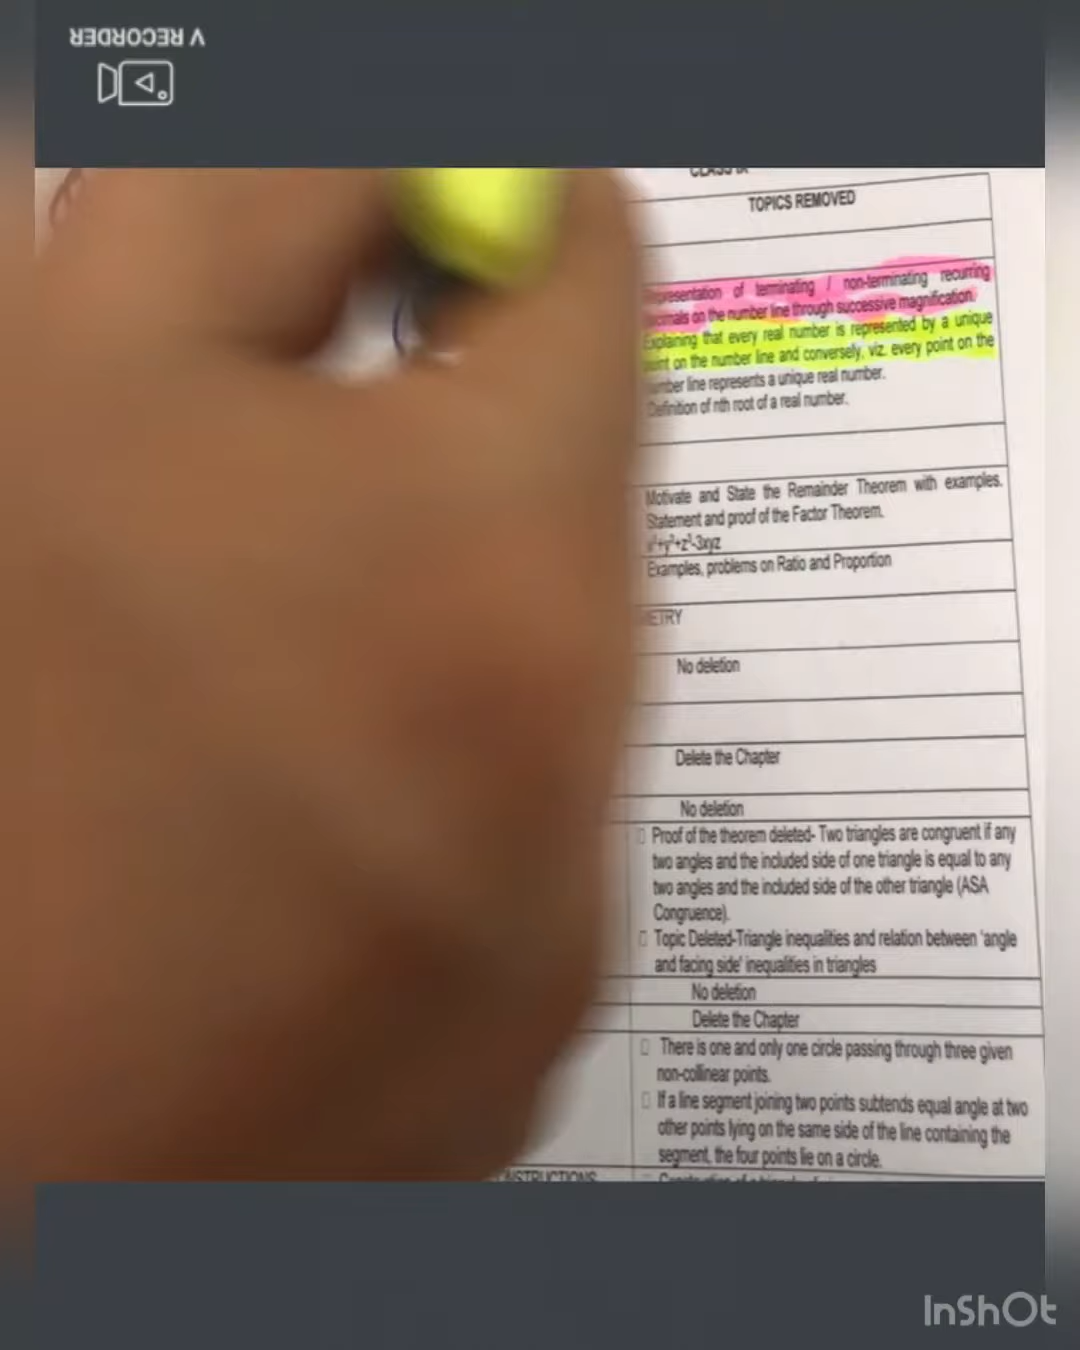 V RECORDER
CLASS IX
TOPICS REMOVED
Representation of terminating / non-terminating recurring
decimals on the number line through successive magnification.
Explaining that every real number is represented by a unique
point on the number line and conversely, viz. every point on the
number line represents a unique real number.
Definition of nth root of a real number.
Motivate and State the Remainder Theorem with examples.
Statement and proof of the Factor Theorem.
x³+y³+z³-3xyz
Examples, problems on Ratio and Proportion
ETRY
No deletion
Delete the Chapter
No deletion
Proof of the theorem deleted- Two triangles are congruent if any
two angles and the included side of one triangle is equal to any
two angles and the included side of the other triangle (ASA
Congruence).
Topic Deleted-Triangle inequalities and relation between 'angle
and facing side' inequalities in triangles
No deletion
Delete the Chapter
There is one and only one circle passing through three given
non-collinear points.
If a line segment joining two points subtends equal angle at two
other points lying on the same side of the line containing the
segment, the four points lie on a circle.
NSTRUCTIONS
InShOt